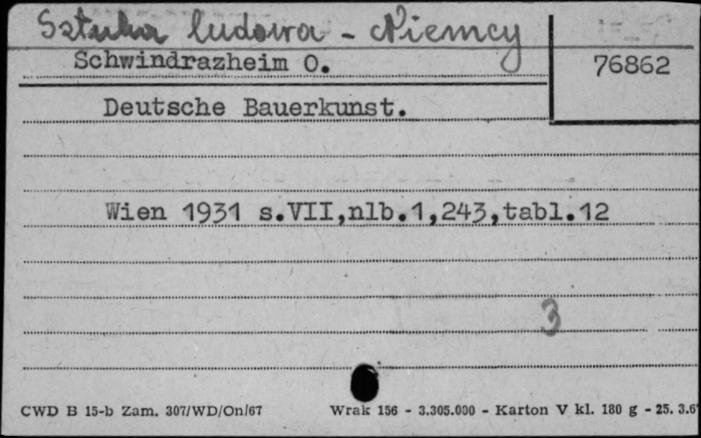 Sztuka ludowa - Niemcy
Schwindrazheim O.
76862
Deutsche Bauerkunst.
Wien 1931 s.VII,nlb.1,243,tabl.12
3
CWD B 15-b Zam. 307/WD/On/67 Wrak 156 - 3.305.000 - Karton V kl. 180 g - 25. 3.6